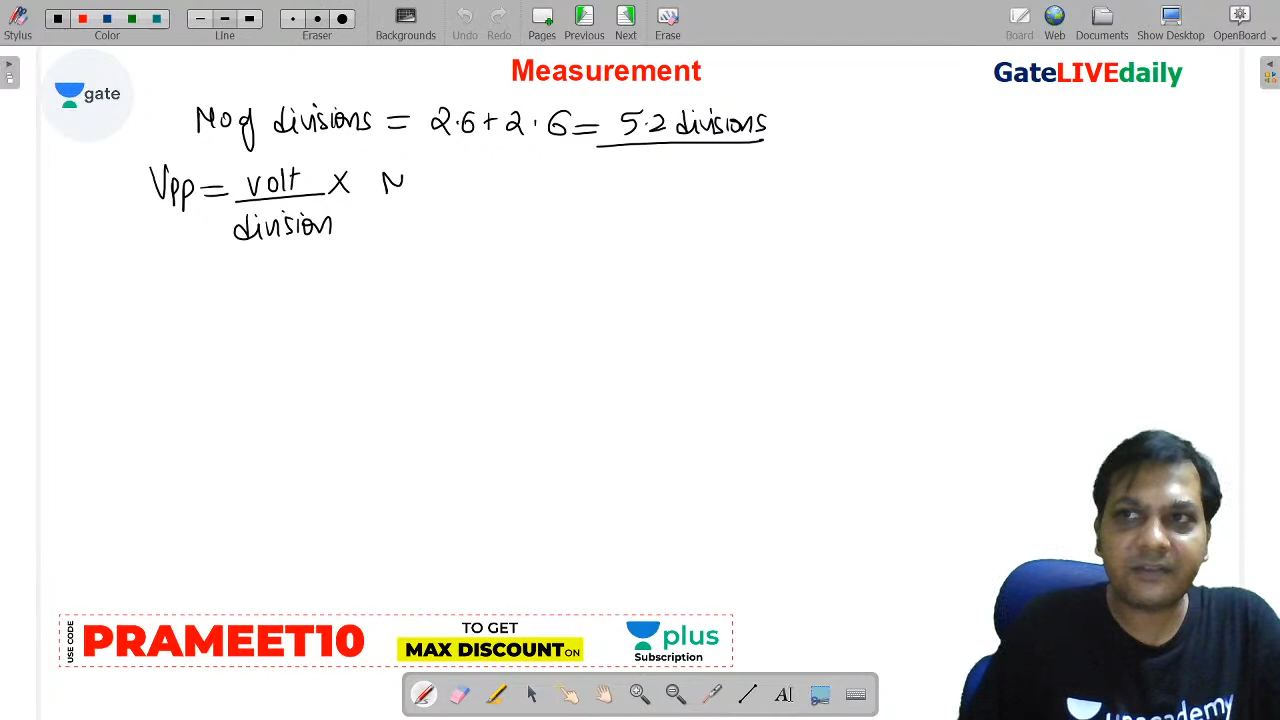 Stylus
Color
Line
Eraser
Backgrounds
Undo
Redo
Pages
Previous
Next
Erase
Board
Web
Documents
Show Desktop
OpenBoard
gate
Measurement
GateLIVEdaily
No of divisions = 2.6 + 2.6 = 5.2 divisions
Vpp = volt × N
division
USE CODE
PRAMEET10
TO GET
MAX DISCOUNT ON
plus
Subscription
unacademy